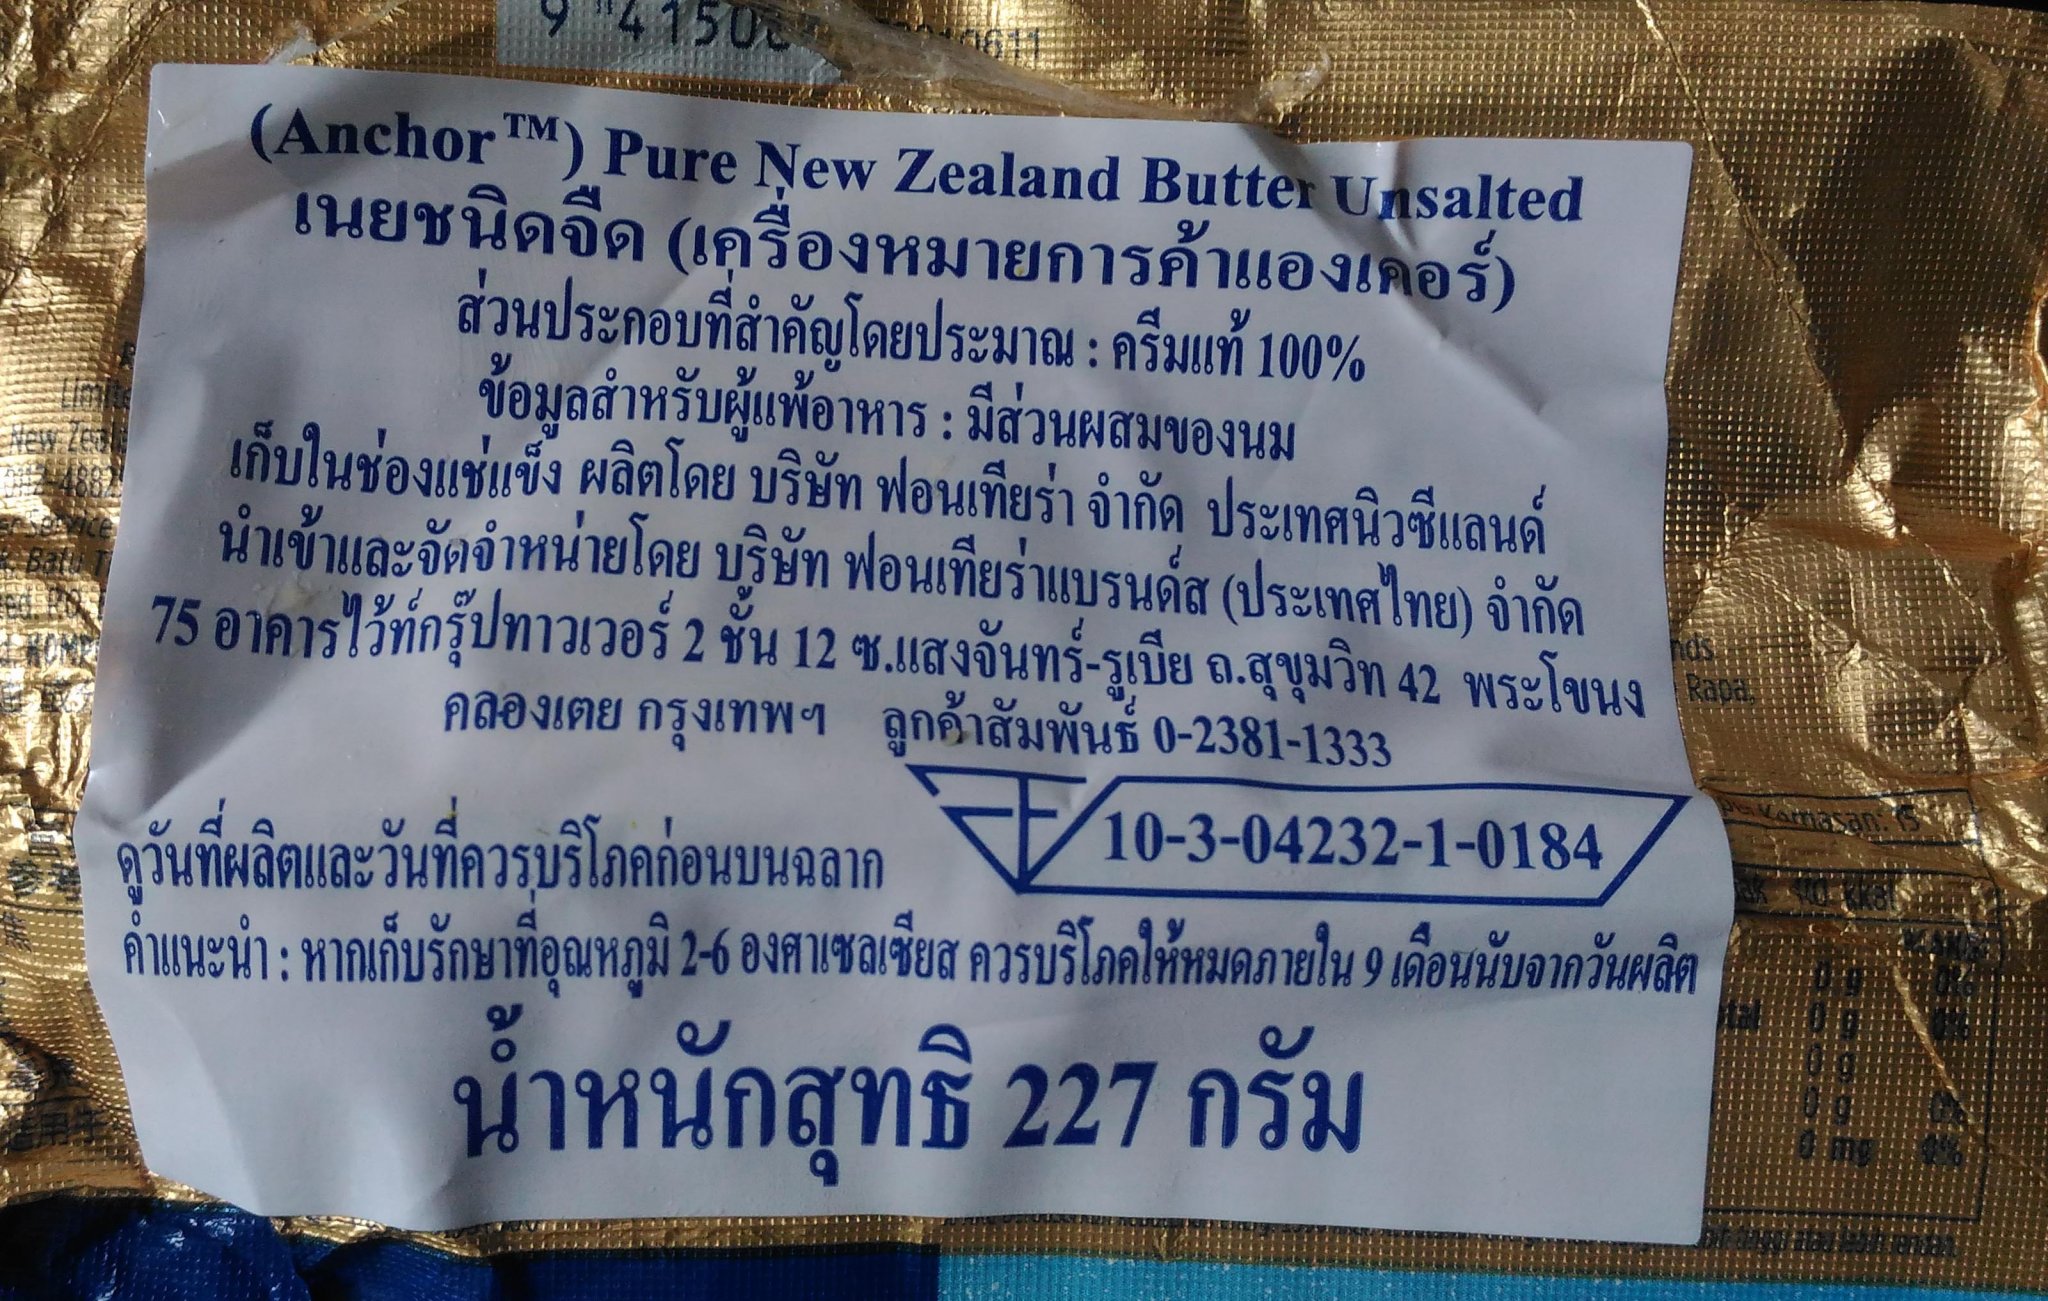 9 41506
10611
(Anchor™) Pure New Zealand Butter Unsalted
เนยชนิดจืด (เครื่องหมายการค้าแองเคอร์)
ส่วนประกอบที่สำคัญโดยประมาณ : ครีมแท้ 100%
ข้อมูลสำหรับผู้แพ้อาหาร : มีส่วนผสมของนม
เก็บในช่องแช่แข็ง ผลิตโดย บริษัท ฟอนเทียร่า จำกัด ประเทศนิวซีแลนด์
นำเข้าและจัดจำหน่ายโดย บริษัท ฟอนเทียร่าแบรนด์ส (ประเทศไทย) จำกัด
75 อาคารไว้ท์กรุ๊ปทาวเวอร์ 2 ชั้น 12 ซ.แสงจันทร์-รูเบีย ถ.สุขุมวิท 42 พระโขนง
คลองเตย กรุงเทพฯ ลูกค้าสัมพันธ์ 0-2381-1333
10-3-04232-1-0184
ดูวันที่ผลิตและวันที่ควรบริโภคก่อนบนฉลาก
คำแนะนำ : หากเก็บรักษาที่อุณหภูมิ 2-6 องศาเซลเซียส ควรบริโภคให้หมดภายใน 9 เดือนนับจากวันผลิต
น้ำหนักสุทธิ 227 กรัม
New
Rapa,
kkal
0 g 0%
0 g 0%
0 g
0 g 0%
0 mg 0%